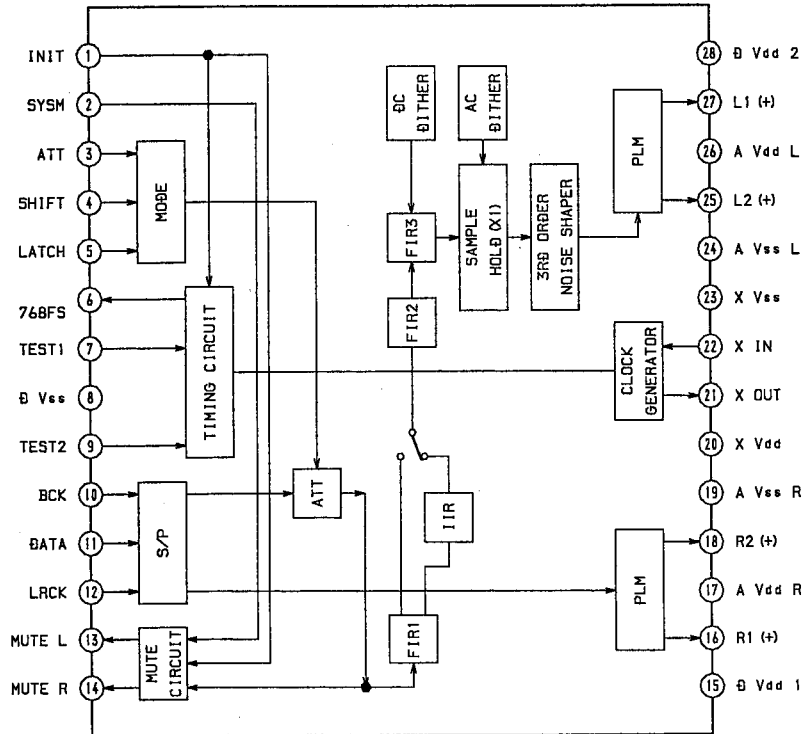 INIT 1
SYSM 2
ATT 3
SHIFT 4
LATCH 5
768FS 6
TEST1 7
D Vss 8
TEST2 9
BCK 10
DATA 11
LRCK 12
MUTE L 13
MUTE R 14
MODE
TIMING CIRCUIT
S/P
MUTE
CIRCUIT
ATT
DC
DITHER
AC
DITHER
FIR3
SAMPLE
HOLD (X1)
3RD ORDER
NOISE SHAPER
PLM
FIR2
CLOCK
GENERATOR
IIR
FIR1
PLM
28 D Vdd 2
27 L1 (+)
26 A Vdd L
25 L2 (+)
24 A Vss L
23 X Vss
22 X IN
21 X OUT
20 X Vdd
19 A Vss R
18 R2 (+)
17 A Vdd R
16 R1 (+)
15 D Vdd 1